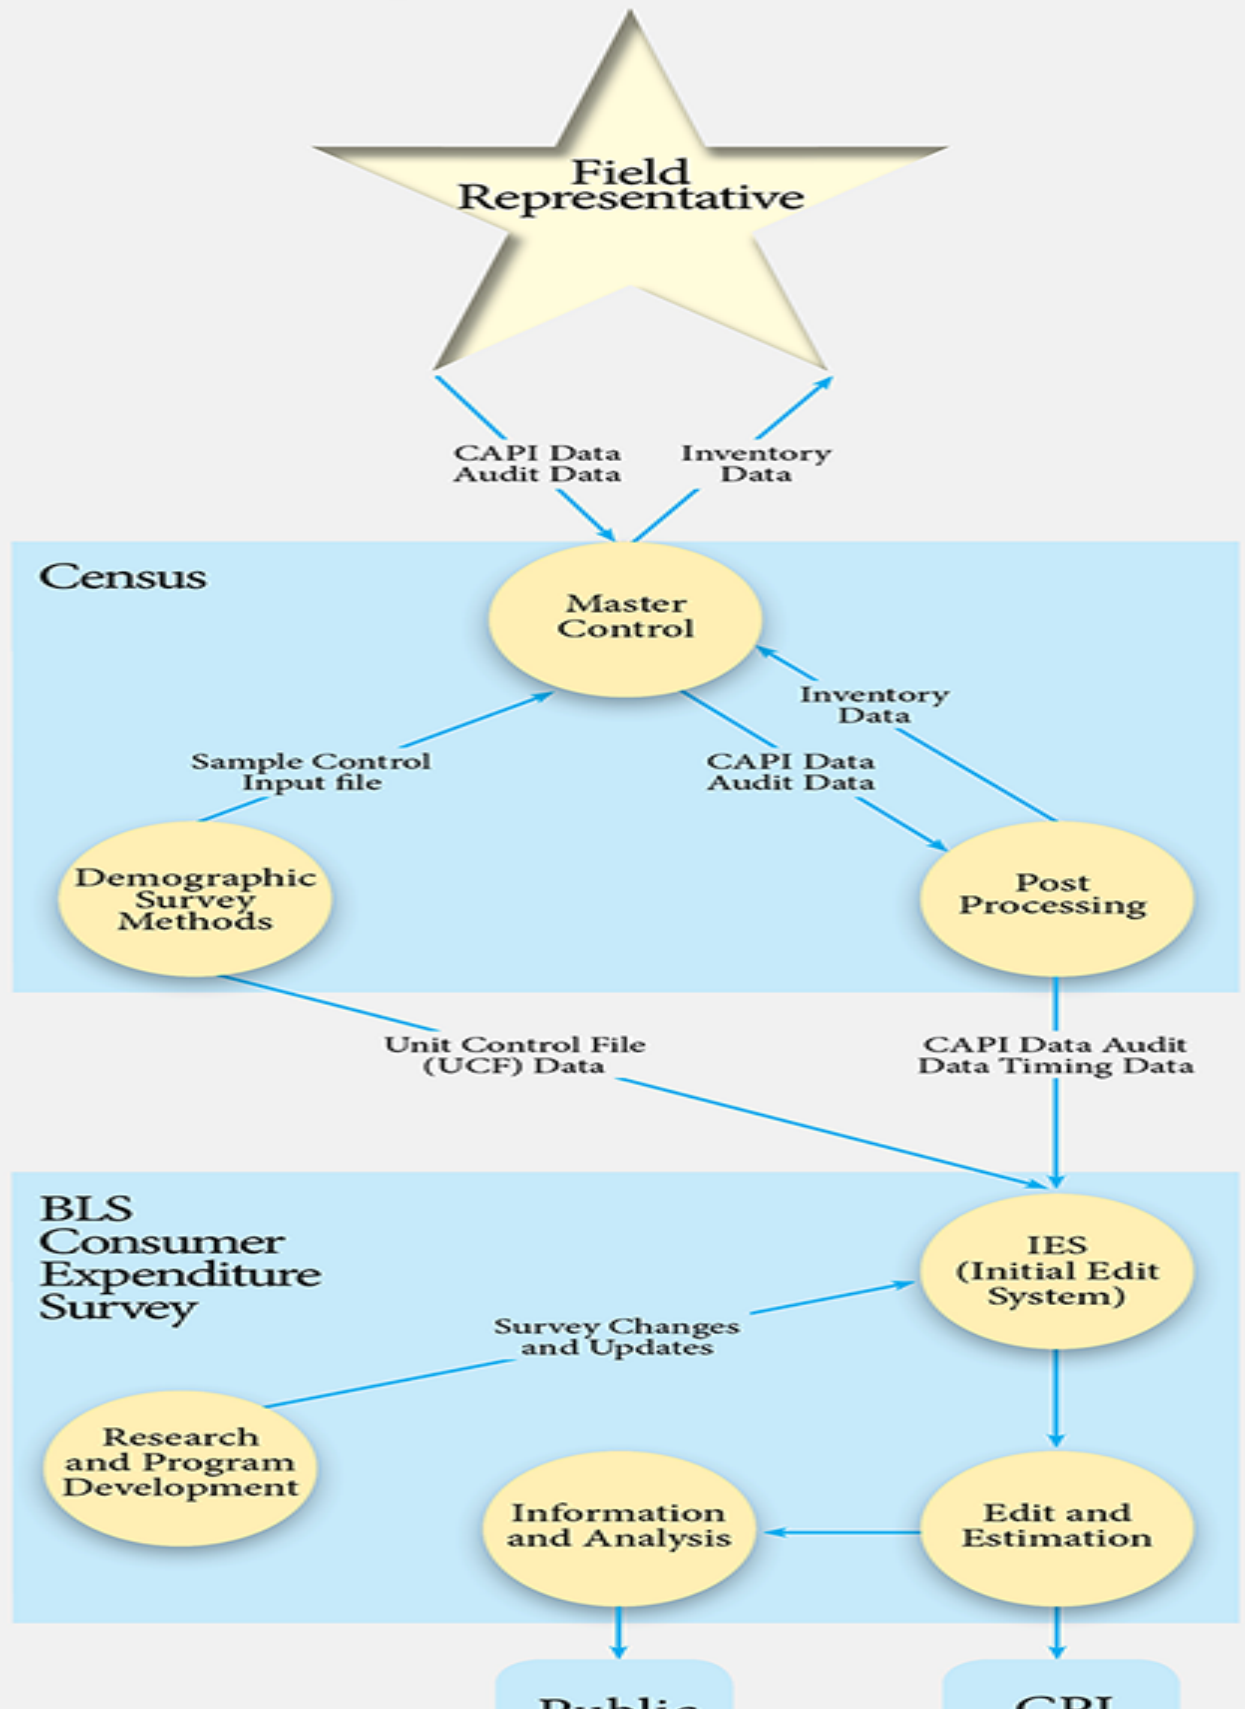 Field
Representative
CAPI Data
Audit Data
Inventory
Data
Census
Master
Control
Inventory
Data
Sample Control
Input file
CAPI Data
Audit Data
Demographic
Survey
Methods
Post
Processing
Unit Control File
(UCF) Data
CAPI Data Audit
Data Timing Data
BLS
Consumer
Expenditure
Survey
IES
(Initial Edit
System)
Survey Changes
and Updates
Research
and Program
Development
Information
and Analysis
Edit and
Estimation
Public